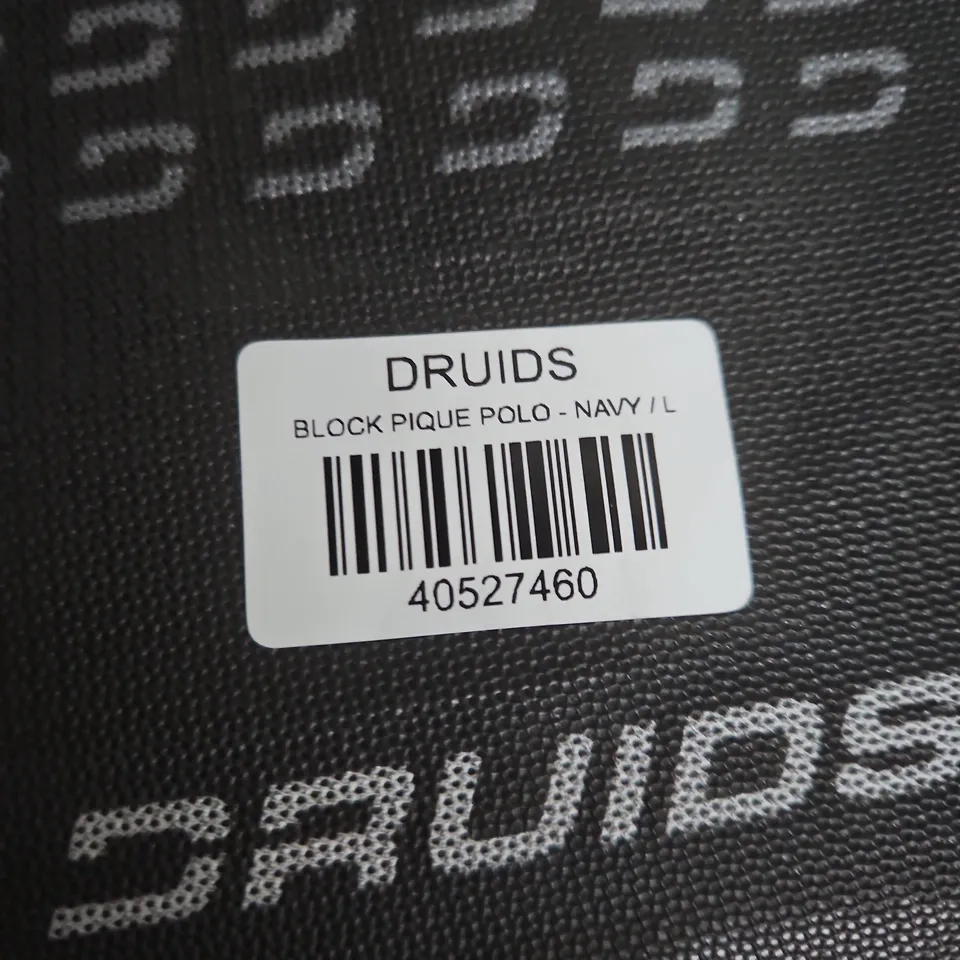 DRUIDS
BLOCK PIQUE POLO - NAVY / L
40527460
DRUIDS